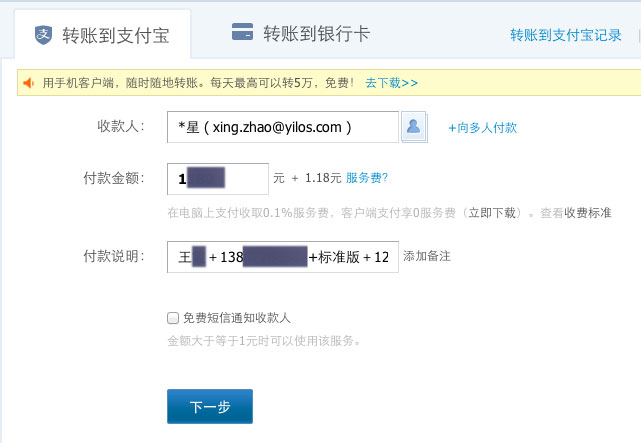 转账到支付宝 转账到银行卡 转账到支付宝记录
用手机客户端，随时随地转账。每天最高可以转5万，免费！ 去下载>>
收款人： *星（xing.zhao@yilos.com） +向多人付款
付款金额： 1 元 + 1.18元 服务费?
在电脑上支付收取0.1%服务费，客户端支付享0服务费（立即下载）。查看收费标准
付款说明： 王 +138 +标准版+12 添加备注
免费短信通知收款人
金额大于等于1元时可以使用该服务。
下一步